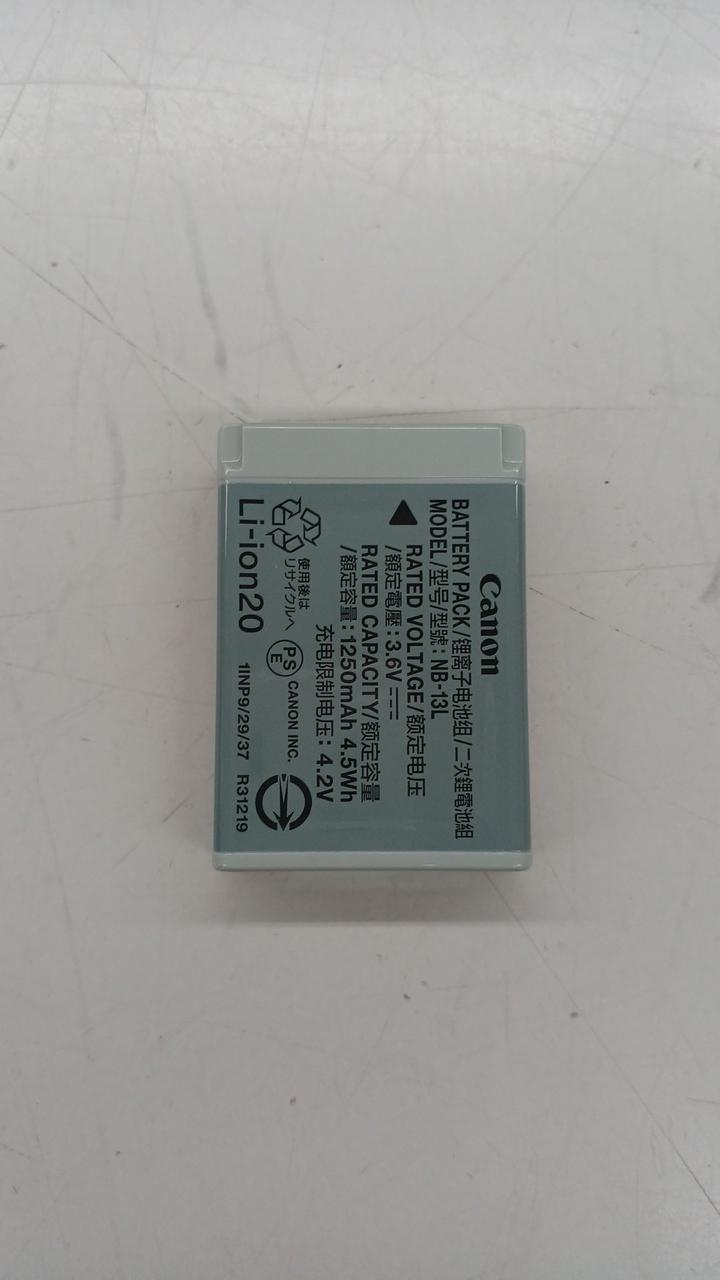 Canon
BATTERY PACK/锂离子电池组/二次鋰電池組
MODEL/型号/型號: NB-13L
RATED VOLTAGE/额定电压
/額定電壓: 3.6V
RATED CAPACITY/额定容量
/額定容量: 1250mAh 4.5Wh
充电限制电压: 4.2V
使用後は
リサイクルへ
PS
E
CANON INC.
Li-ion20
1INP9/29/37 R31219